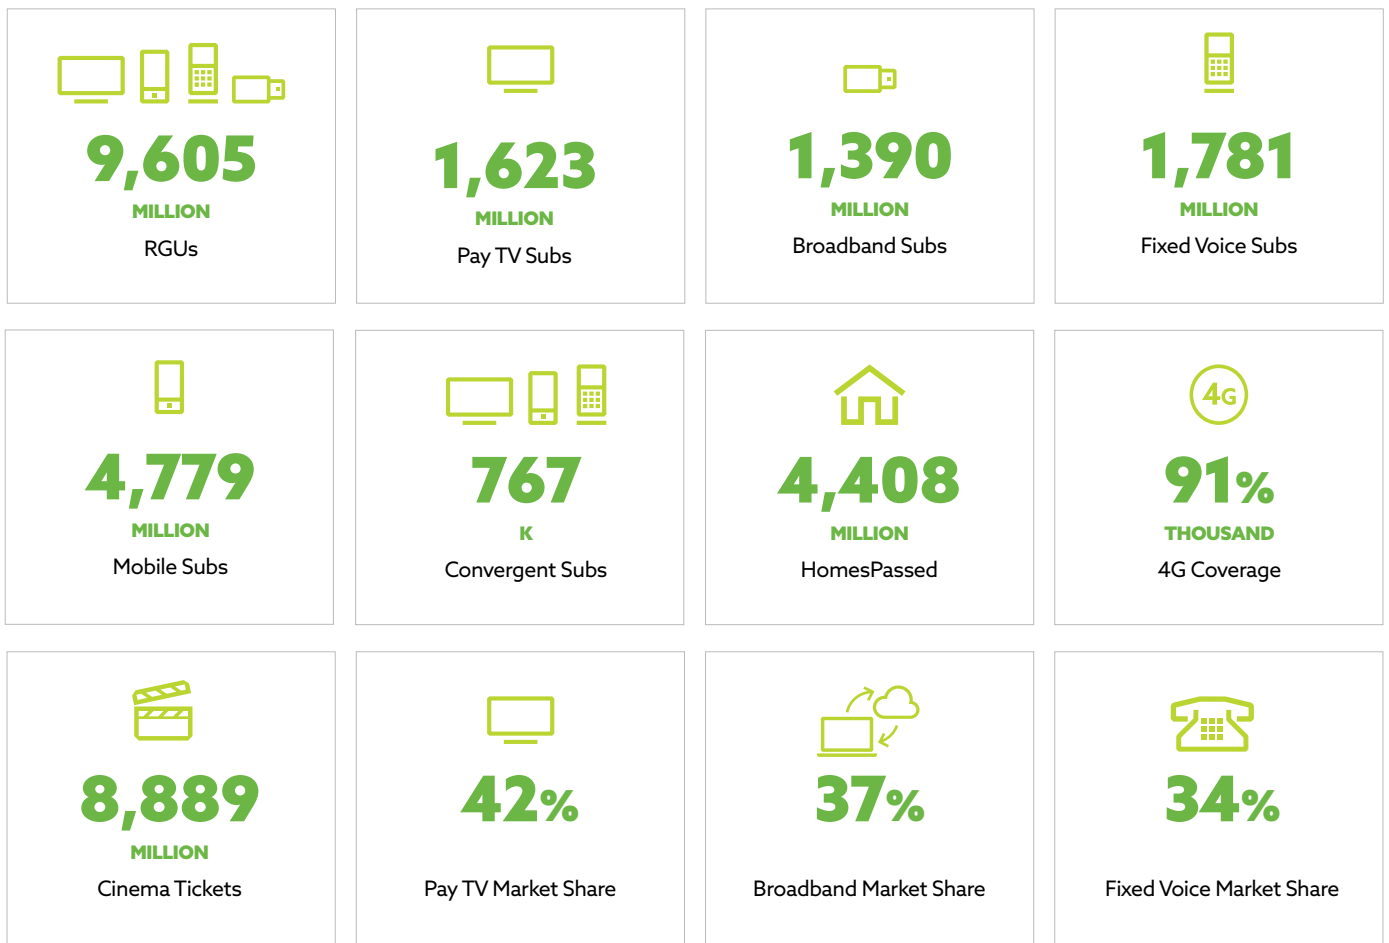 9,605
MILLION
RGUs
1,623
MILLION
Pay TV Subs
1,390
MILLION
Broadband Subs
1,781
MILLION
Fixed Voice Subs
4,779
MILLION
Mobile Subs
767
K
Convergent Subs
4,408
MILLION
HomesPassed
4G
91%
THOUSAND
4G Coverage
8,889
MILLION
Cinema Tickets
42%
Pay TV Market Share
37%
Broadband Market Share
34%
Fixed Voice Market Share